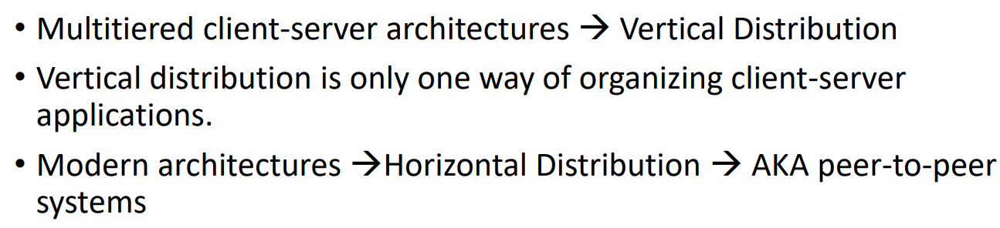 • Multitiered client-server architectures → Vertical Distribution
• Vertical distribution is only one way of organizing client-server
applications.
• Modern architectures →Horizontal Distribution → AKA peer-to-peer
systems